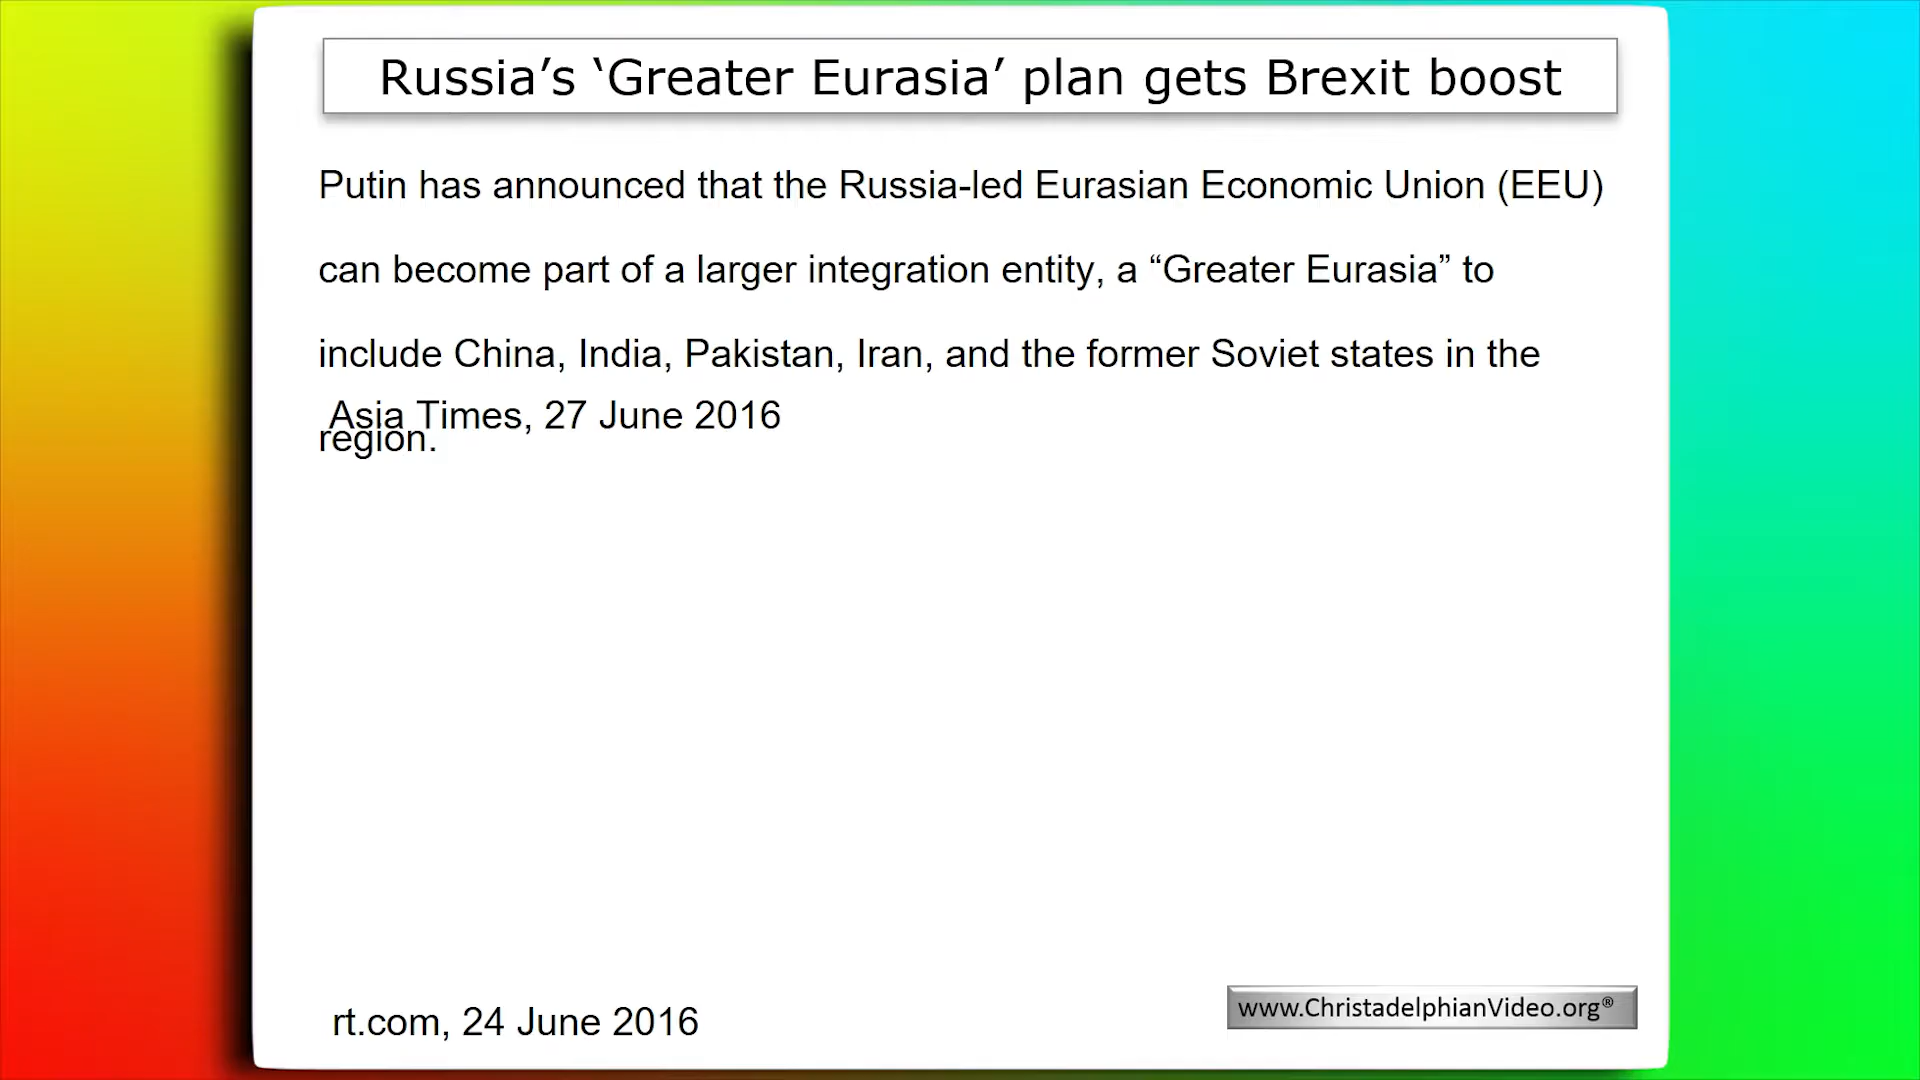 Russia’s ‘Greater Eurasia’ plan gets Brexit boost
Putin has announced that the Russia-led Eurasian Economic Union (EEU)
can become part of a larger integration entity, a “Greater Eurasia” to
include China, India, Pakistan, Iran, and the former Soviet states in the
Asia Times, 27 June 2016
region.
rt.com, 24 June 2016
www.ChristadelphianVideo.org®